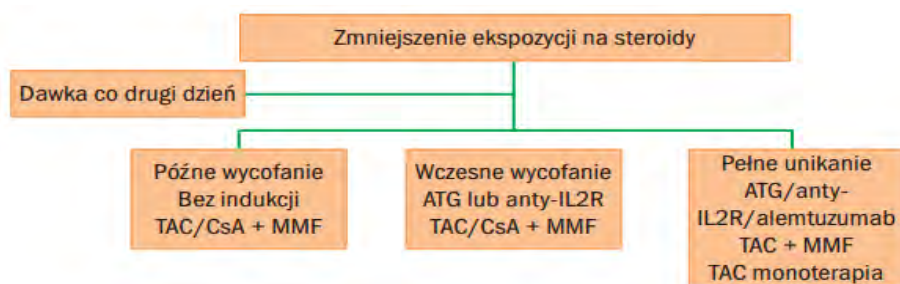 Zmniejszenie ekspozycji na steroidy
Dawka co drugi dzień
Późne wycofanie
Bez indukcji
TAC/CsA + MMF
Wczesne wycofanie
ATG lub anty-IL2R
TAC/CsA + MMF
Pełne unikanie
ATG/anty-
IL2R/alemtuzumab
TAC + MMF
TAC monoterapia